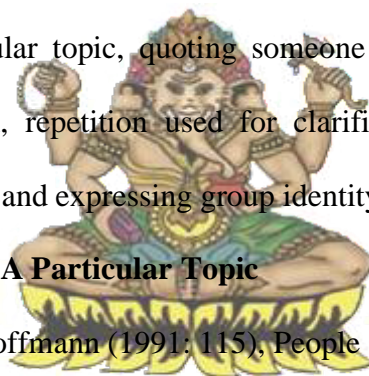 ular topic, quoting someone
, repetition used for clarifi
and expressing group identity
A Particular Topic
offmann (1991: 115), People